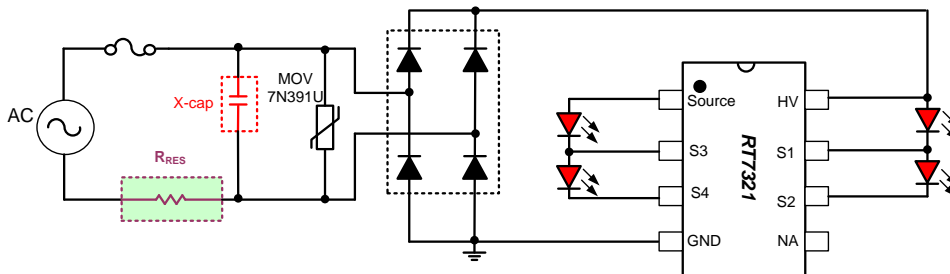 AC
X-cap
MOV
7N391U
RRES
Source
S3
S4
GND
RT7321
HV
S1
S2
NA